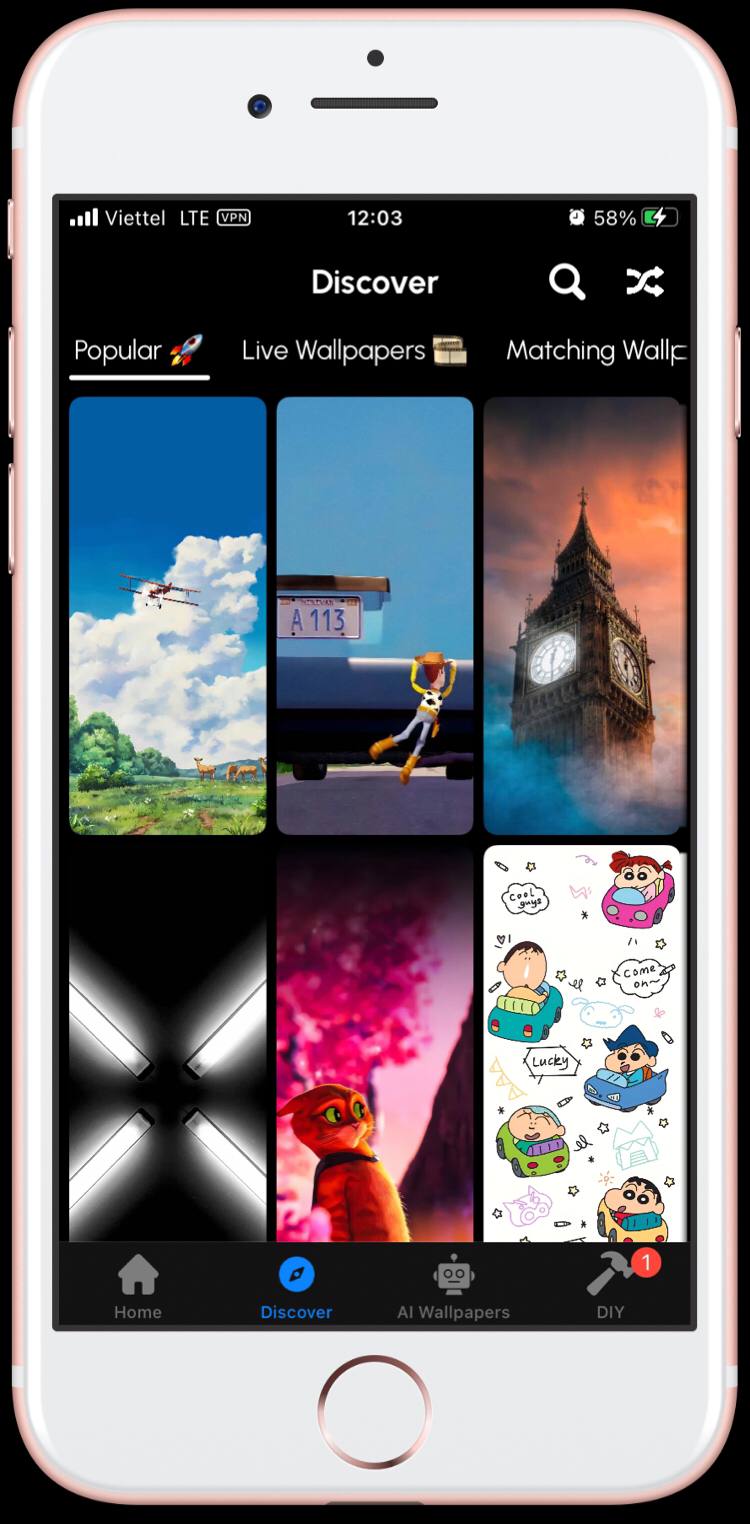 Viettel LTE VPN 12:03 58%
Discover
Popular 🚀 Live Wallpapers Matching Wallp
A 113
Cool
guys
Come
on~
Lucky
1
Home Discover AI Wallpapers DIY